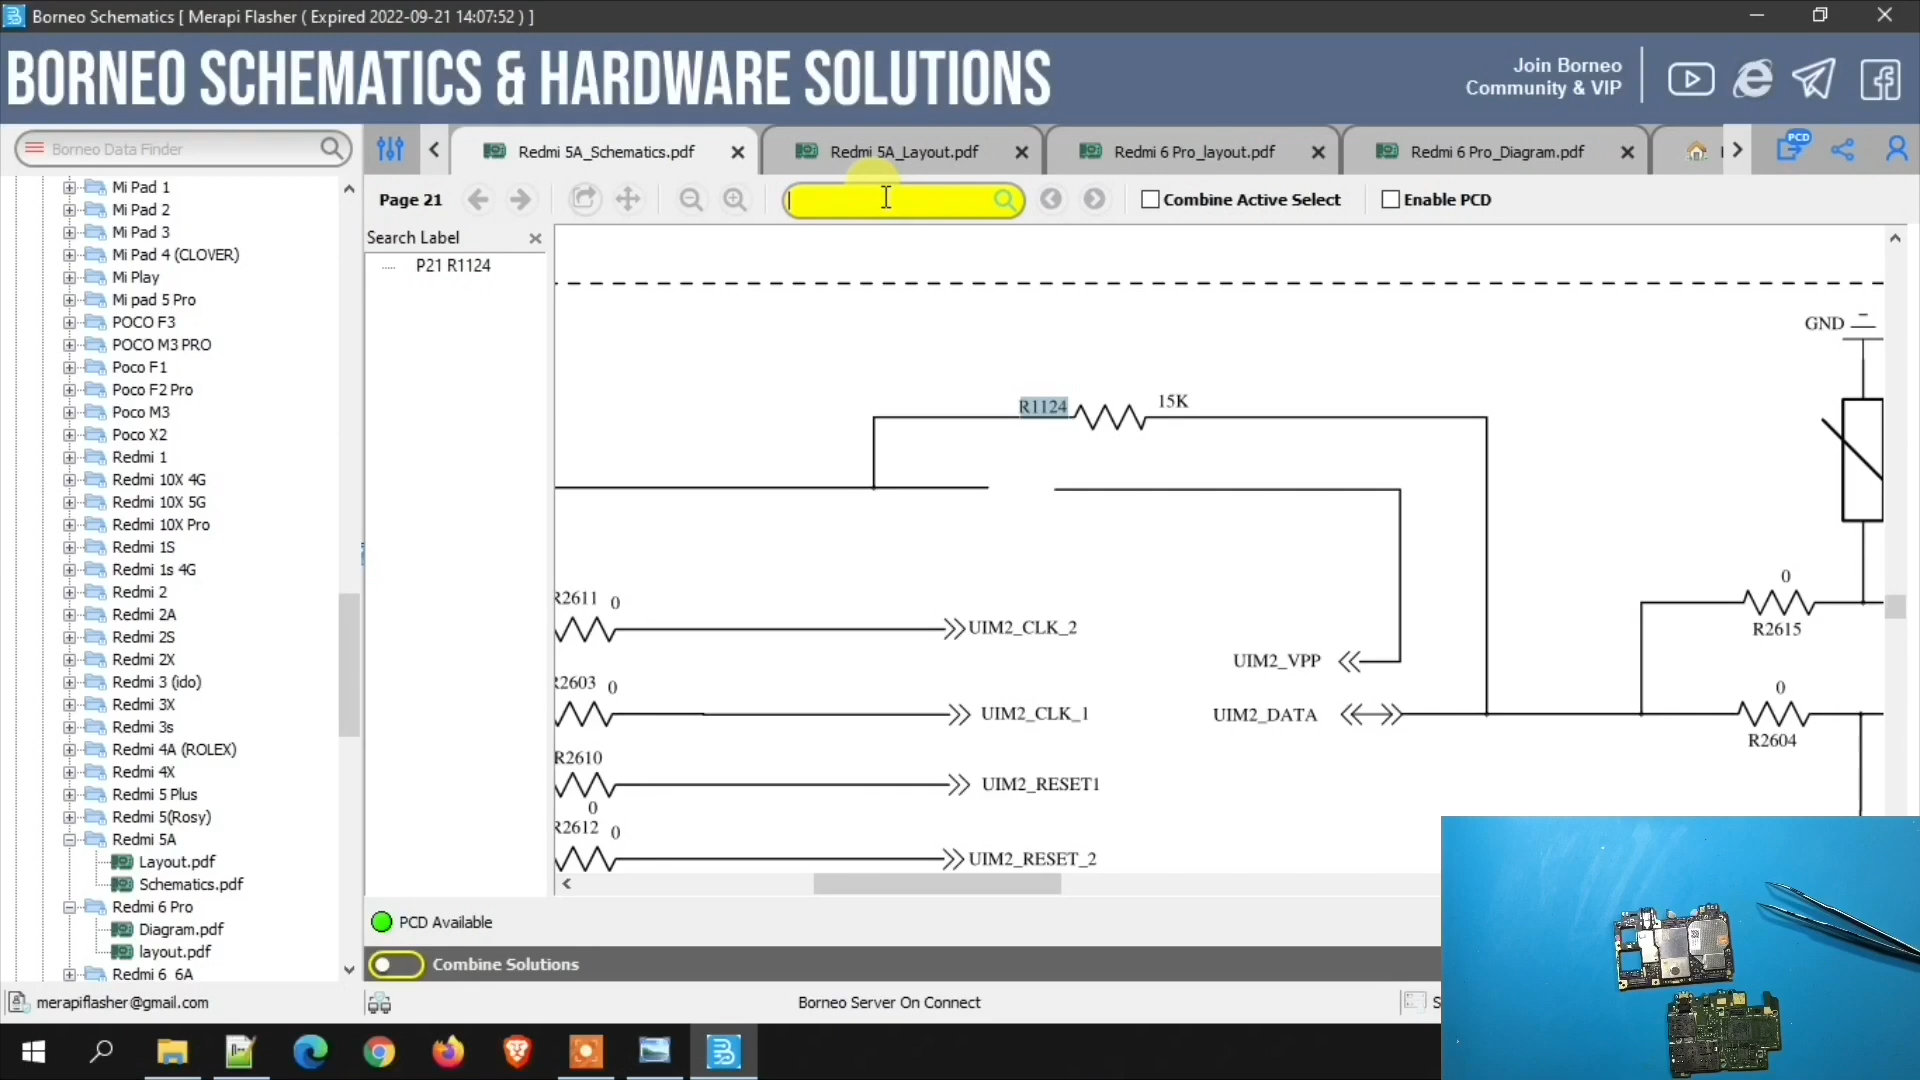 Borneo Schematics [ Merapi Flasher ( Expired 2022-09-21 14:07:52 ) ]
BORNEO SCHEMATICS & HARDWARE SOLUTIONS
Join Borneo
Community & VIP
Borneo Data Finder
Redmi 5A_Schematics.pdf
Redmi 5A_Layout.pdf
Redmi 6 Pro_layout.pdf
Redmi 6 Pro_Diagram.pdf
PCD
Page 21
Combine Active Select
Enable PCD
Search Label
P21 R1124
Mi Pad 1
Mi Pad 2
Mi Pad 3
Mi Pad 4 (CLOVER)
Mi Play
Mi pad 5 Pro
POCO F3
POCO M3 PRO
Poco F1
Poco F2 Pro
Poco M3
Poco X2
Redmi 1
Redmi 10X 4G
Redmi 10X 5G
Redmi 10X Pro
Redmi 1S
Redmi 1s 4G
Redmi 2
Redmi 2A
Redmi 2S
Redmi 2X
Redmi 3 (ido)
Redmi 3X
Redmi 3s
Redmi 4A (ROLEX)
Redmi 4X
Redmi 5 Plus
Redmi 5(Rosy)
Redmi 5A
Layout.pdf
Schematics.pdf
Redmi 6 Pro
Diagram.pdf
layout.pdf
Redmi 6 6A
GND
R1124
15K
R2611 0
UIM2_CLK_2
R2603 0
UIM2_CLK_1
R2610
UIM2_RESET1
0
R2612 0
UIM2_RESET_2
UIM2_VPP
UIM2_DATA
0
R2615
0
R2604
PCD Available
Combine Solutions
merapiflasher@gmail.com
Borneo Server On Connect
S